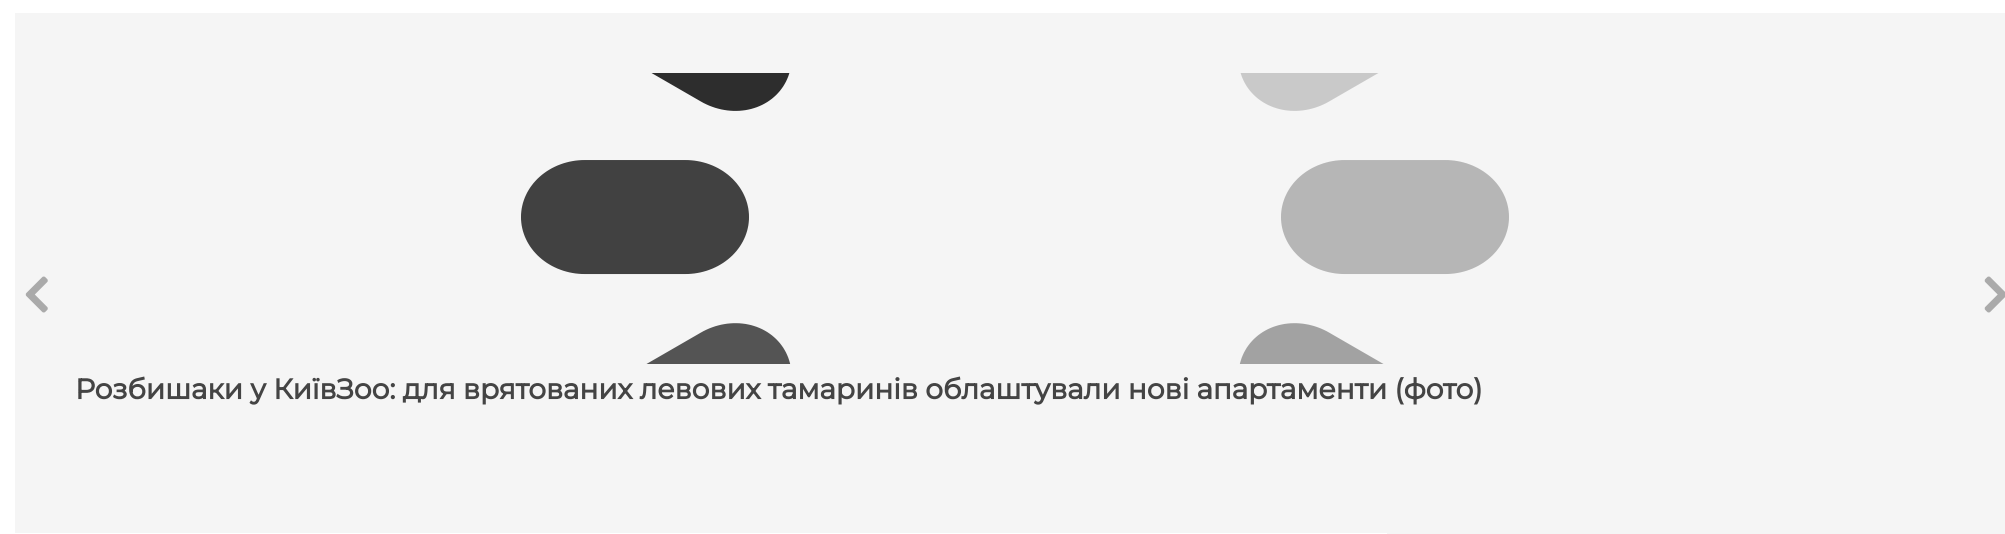 Розбишаки у КиївЗоо: для врятованих левових тамаринів облаштували нові апартаменти (фото)